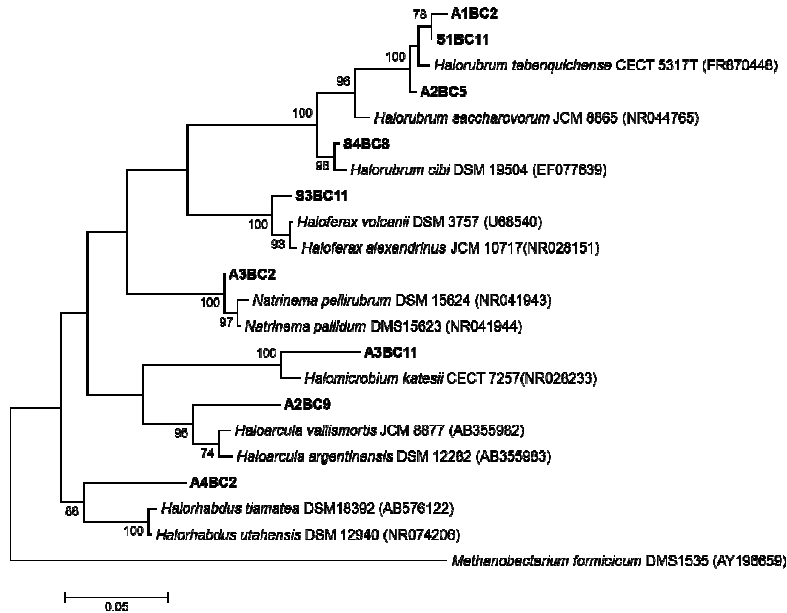 78 A1BC2
S1BC11
100 Halorubrum tebenquichense CECT 5317T (FR870448)
96 A2BC5
100 Halorubrum saccharovorum JCM 8865 (NR044765)
S4BC8
98 Halorubrum cibi DSM 19504 (EF077639)
S3BC11
100 Haloferax volcanii DSM 3757 (U68540)
93 Haloferax alexandrinus JCM 10717(NR028151)
A3BC2
100 Natrinema pellirubrum DSM 15624 (NR041943)
97 Natrinema pallidum DMS15623 (NR041944)
100 A3BC11
Halomicrobium katesii CECT 7257(NR028233)
A2BC9
96 Haloarcula vallismortis JCM 8877 (AB355982)
74 Haloarcula argentinensis DSM 12282 (AB355983)
A4BC2
86 Halorhabdus tiamatea DSM18392 (AB576122)
100 Halorhabdus utahensis DSM 12940 (NR074206)
Methanobacterium formicicum DMS1535 (AY196659)
0.05